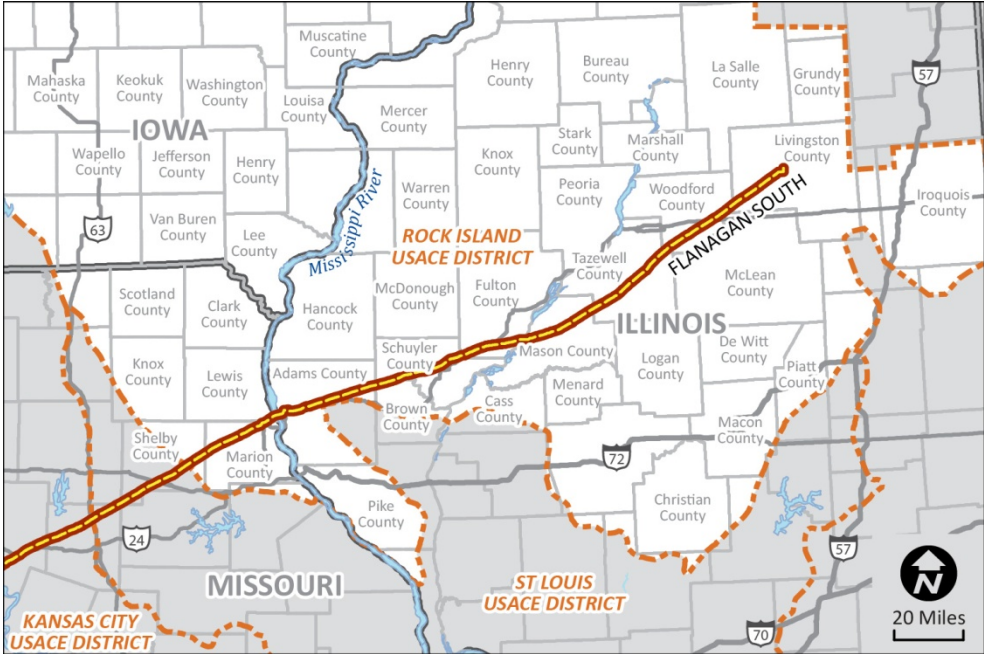 Muscatine
County
Henry
County
Bureau
County
La Salle
County
Grundy
County
57
Mahaska
County
Keokuk
County
Washington
County
Louisa
County
Mercer
County
IOWA
Stark
County
Marshall
County
Livingston
County
Wapello
County
Jefferson
County
Henry
County
Warren
County
Knox
County
Peoria
County
Woodford
County
Iroquois
County
63
Van Buren
County
Lee
County
Mississippi River
ROCK ISLAND
USACE DISTRICT
FLANAGAN SOUTH
Tazewell
County
McLean
County
Scotland
County
Clark
County
Hancock
County
McDonough
County
Fulton
County
ILLINOIS
Knox
County
Lewis
County
Adams County
Schuyler
County
Mason County
Logan
County
De Witt
County
Piatt
County
Menard
County
Brown
County
Cass
County
Macon
County
Shelby
County
Marion
County
72
Pike
County
Christian
County
24
57
MISSOURI
ST LOUIS
USACE DISTRICT
KANSAS CITY
USACE DISTRICT
70
N
20 Miles